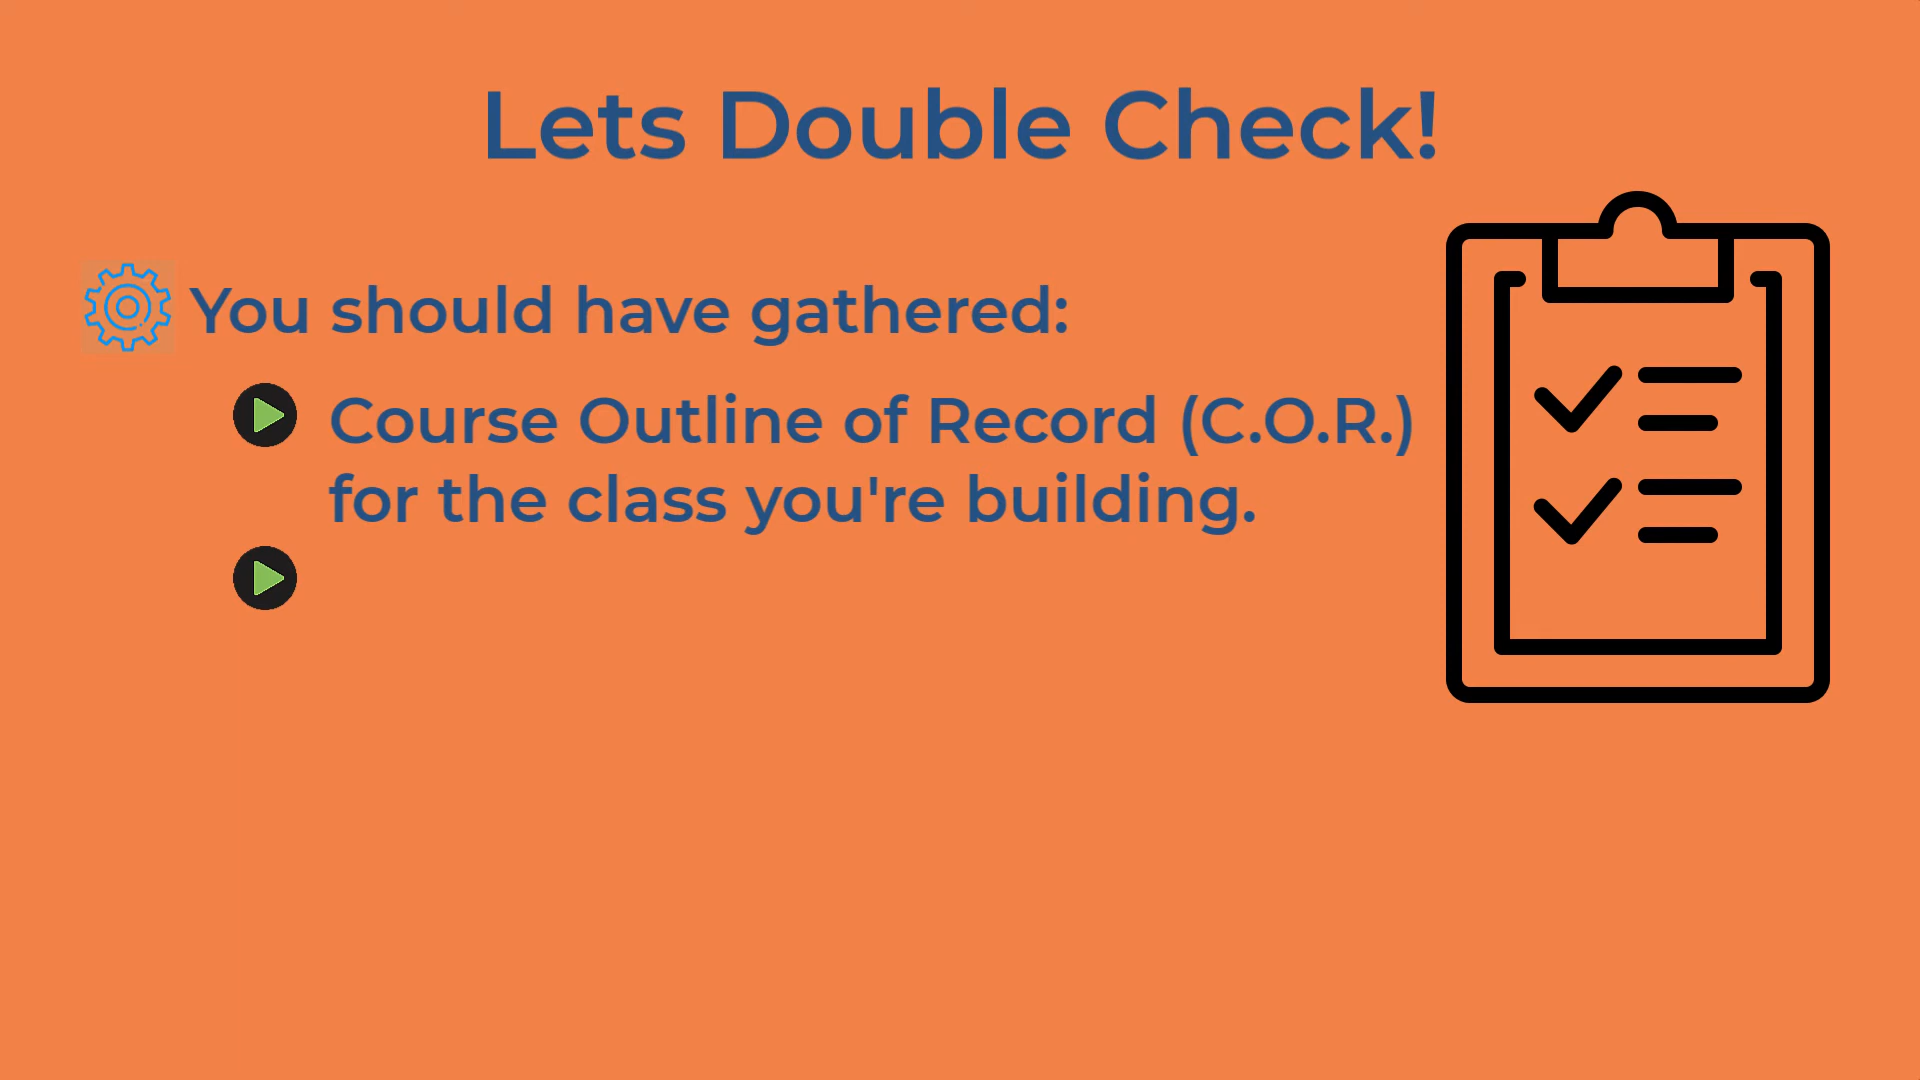 Lets Double Check!
You should have gathered:
Course Outline of Record (C.O.R.)
for the class you're building.